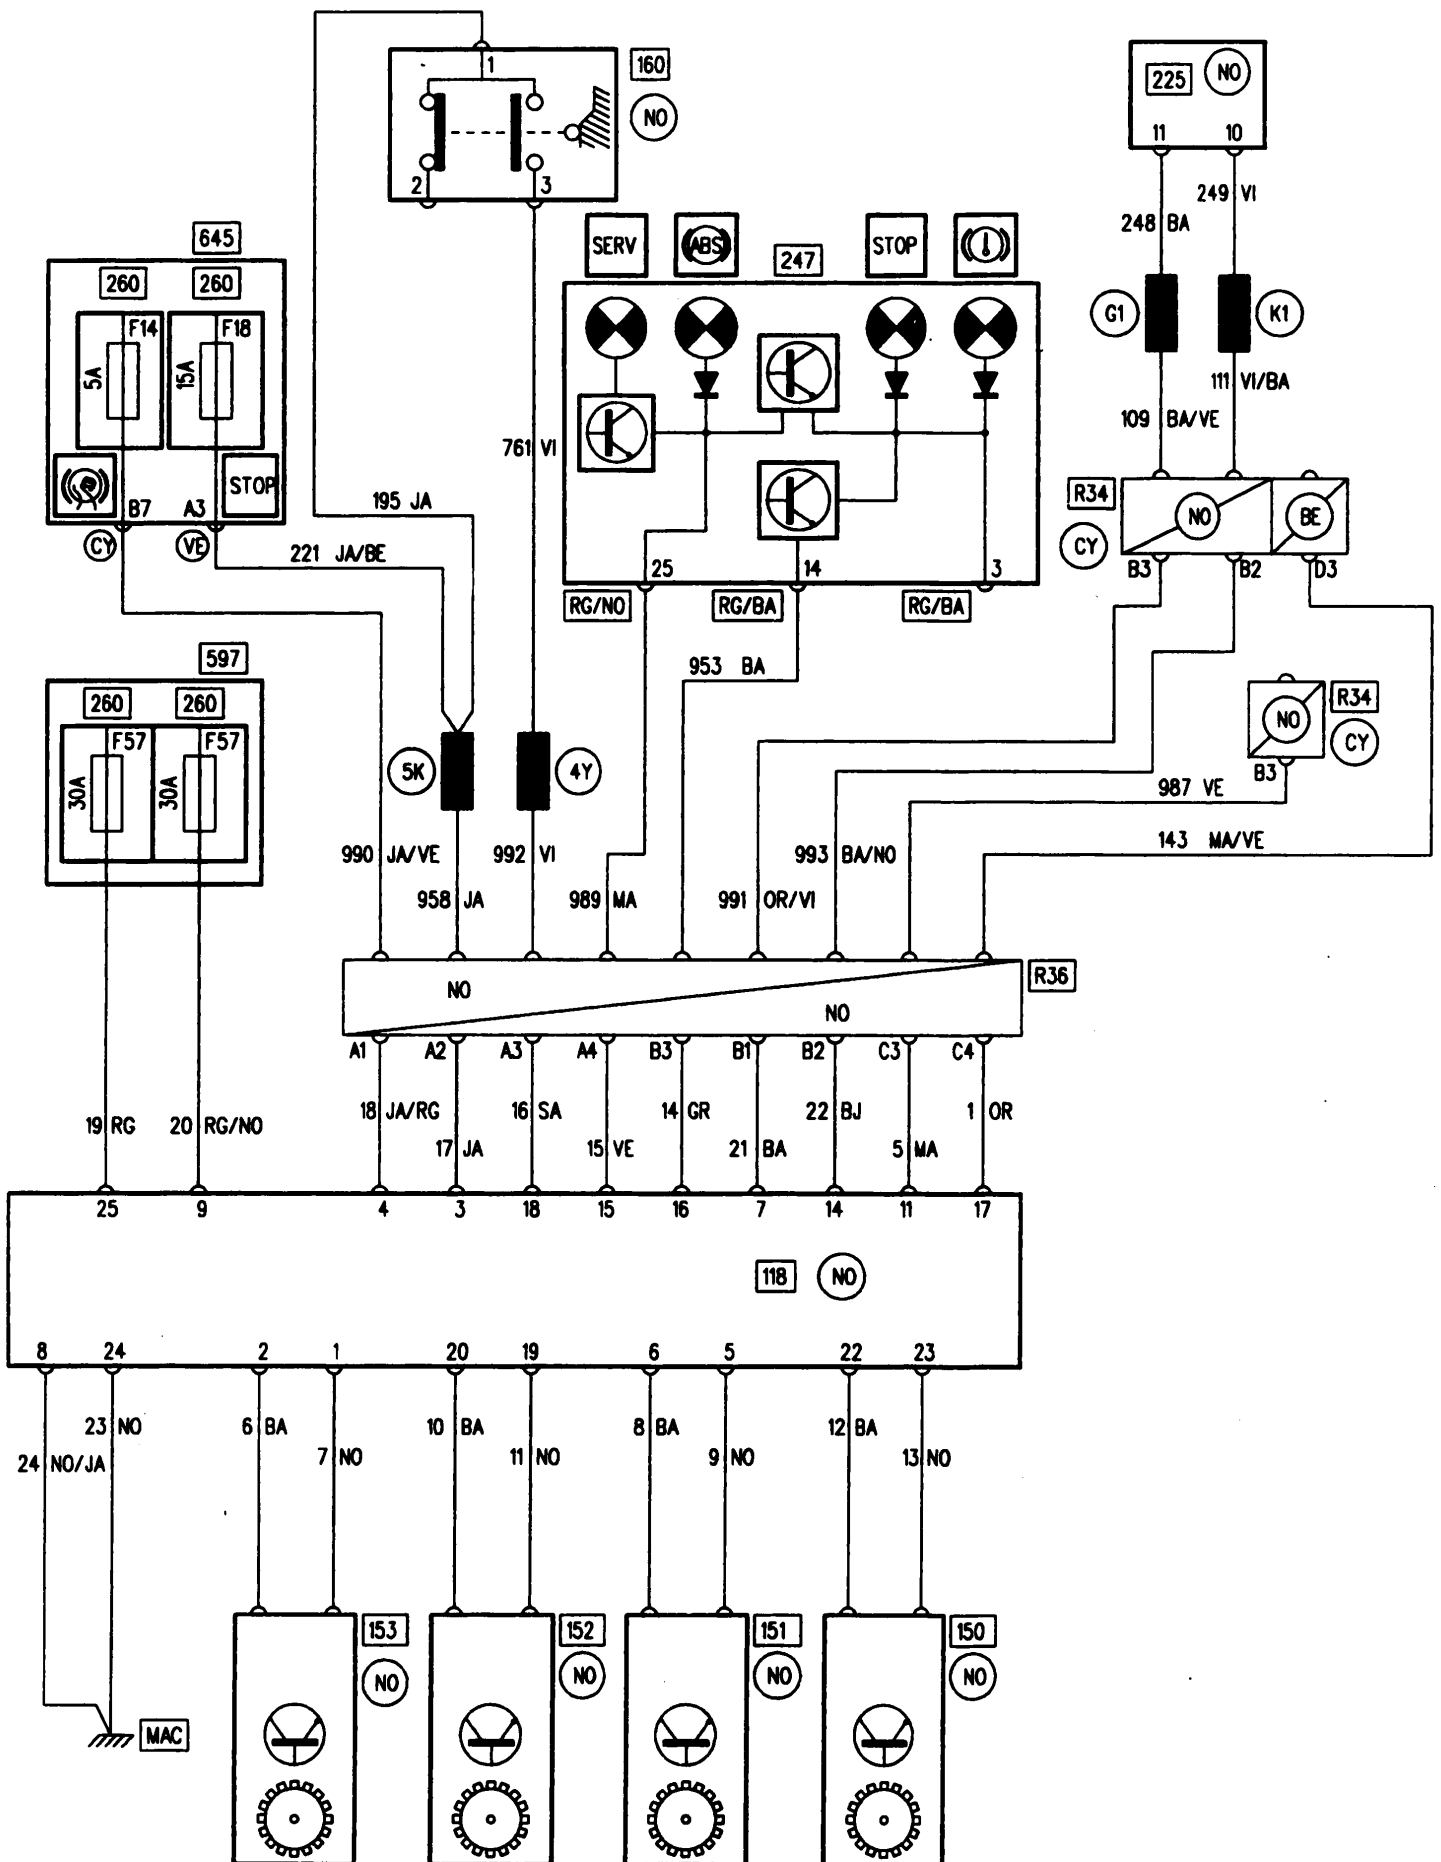 1
160
NO
2
3
225
NO
11
10
249 VI
248 BA
G1
K1
111 VI/BA
109 BA/VE
645
260
260
F14
F18
5A
15A
STOP
B7
A3
CY
VE
195 JA
221 JA/BE
761 VI
SERV
ABS
247
STOP
25
14
3
RG/NO
RG/BA
RG/BA
953 BA
R34
CY
NO
BE
B3
B2
D3
R34
NO
CY
B3
987 VE
143 MA/VE
597
260
260
F57
F57
30A
30A
5K
4Y
990 JA/VE
992 VI
993 BA/NO
958 JA
989 MA
991 OR/VI
NO
NO
R36
A1
A2
A3
A4
B3
B1
B2
C3
C4
19 RG
20 RG/NO
18 JA/RG
16 SA
14 GR
22 BJ
1 OR
17 JA
15 VE
21 BA
5 MA
25
9
4
3
18
15
16
7
14
11
17
118
NO
8
24
2
1
20
19
6
5
22
23
23 NO
6 BA
10 BA
8 BA
12 BA
24 NO/JA
7 NO
11 NO
9 NO
13 NO
MAC
153
NO
152
NO
151
NO
150
NO